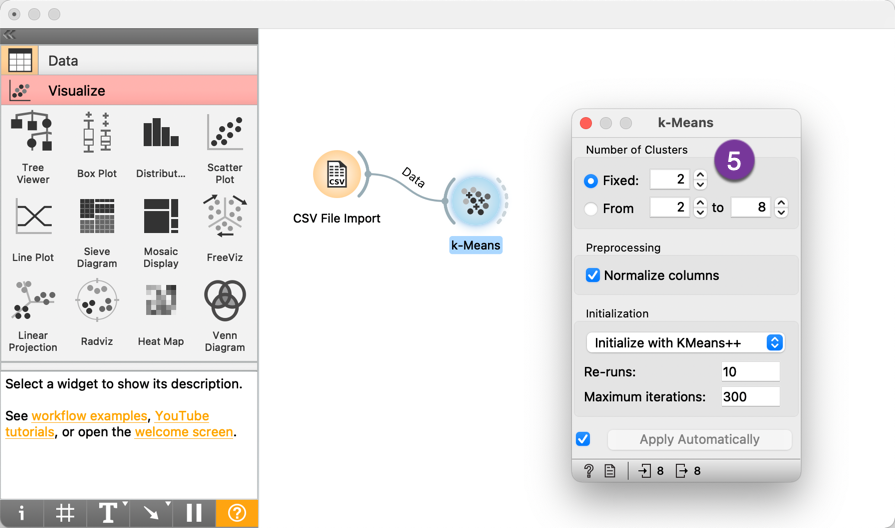 Data
Visualize
Tree
Viewer
Box Plot
Distribut...
Scatter
Plot
Line Plot
Sieve
Diagram
Mosaic
Display
FreeViz
Linear
Projection
Radviz
Heat Map
Venn
Diagram
Select a widget to show its description.
See workflow examples, YouTube
tutorials, or open the welcome screen.
i
T
?
CSV
CSV File Import
Data
k-Means
k-Means
Number of Clusters
5
Fixed: 2
From 2 to 8
Preprocessing
Normalize columns
Initialization
Initialize with KMeans++
Re-runs: 10
Maximum iterations: 300
Apply Automatically
? 8 8